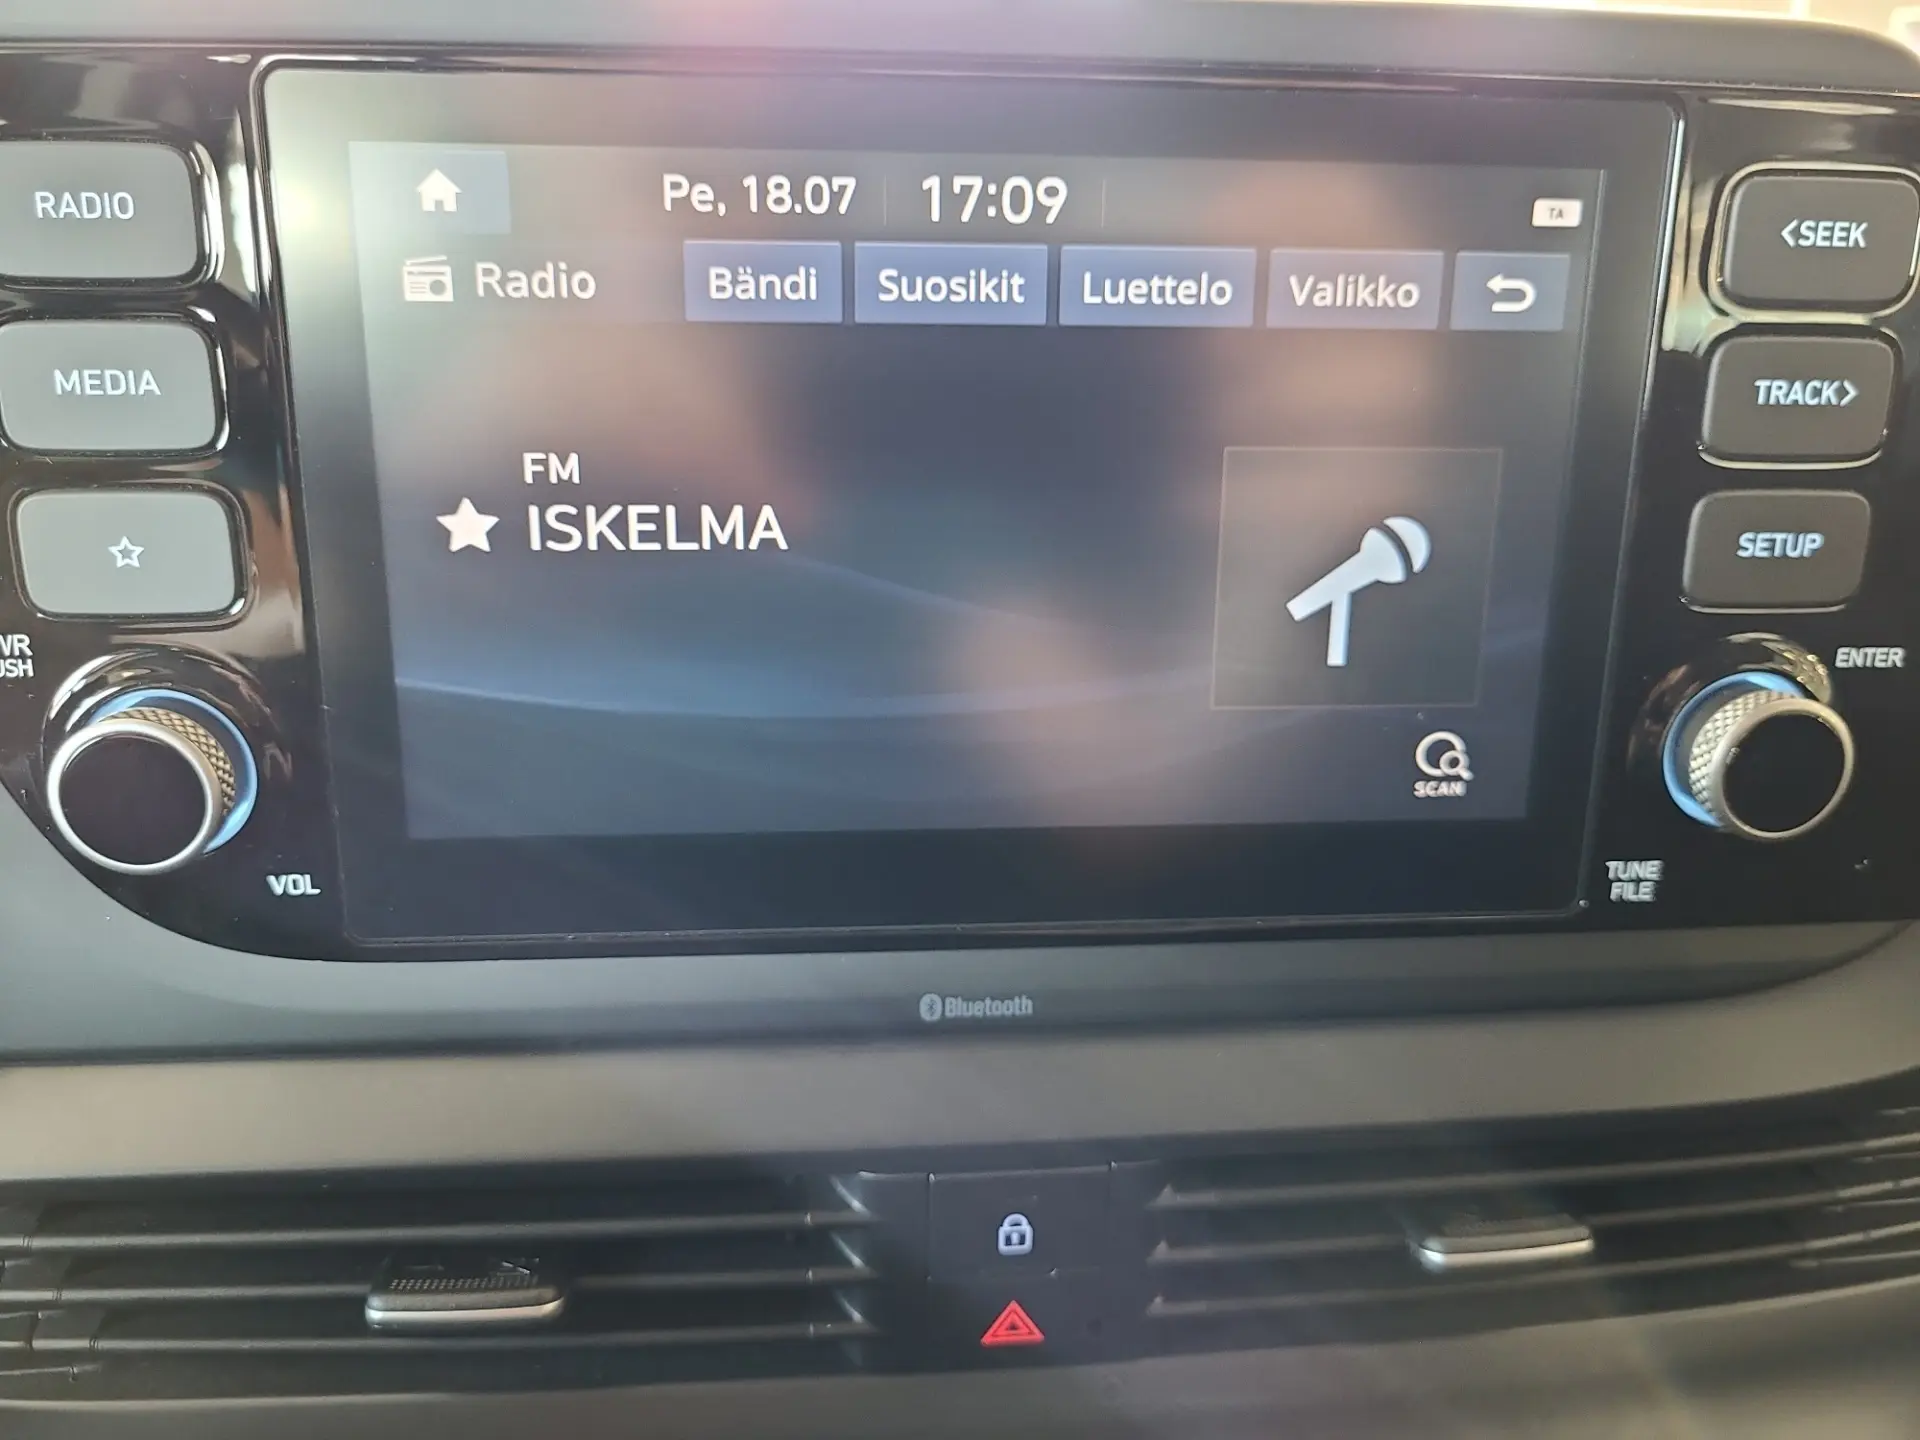 RADIO
MEDIA
VOL
Pe, 18.07 17:09 TA
Radio Bändi Suosikit Luettelo Valikko
FM
ISKELMA
SCAN
<SEEK
TRACK>
SETUP
ENTER
TUNE
FILE
Bluetooth